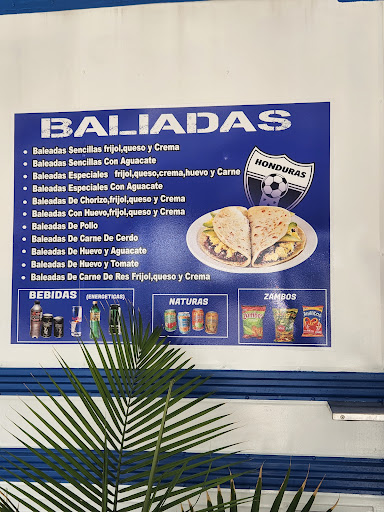 BALIADAS
Baleadas Sencillas frijol,queso y Crema
Baleadas Sencillas Con Aguacate
Baleadas Especiales frijol,queso,crema,huevo y Carne
Baleadas Especiales Con Aguacate
Baleadas De Chorizo,frijol,queso y Crema
Baleadas Con Huevo,frijol,queso y Crema
Baleadas De Pollo
Baleadas De Carne De Cerdo
Baleadas De Huevo y Aguacate
Baleadas De Huevo y Tomate
Baleadas De Carne De Res Frijol,queso y Crema
HONDURAS
BEBIDAS (ENERGETICAS)
NATURAS
ZAMBOS